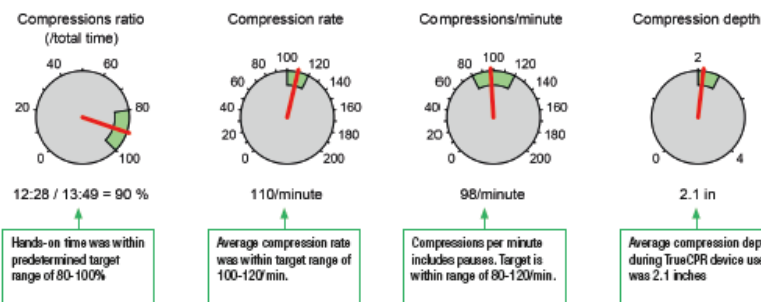 Compressions ratio
(/total time)
0
20
40
60
80
100
12:28 / 13:49 = 90 %
Hands-on time was within
predetermined target
range of 80-100%
Compression rate
0
20
40
60
80
100
120
140
160
180
200
110/minute
Average compression rate
was within target range of
100-120/min.
Compressions/minute
0
20
40
60
80
100
120
140
160
180
200
98/minute
Compressions per minute
includes pauses. Target is
within range of 80-120/min.
Compression depth
0
2
4
2.1 in
Average compression dep
during TrueCPR device use
was 2.1 inches